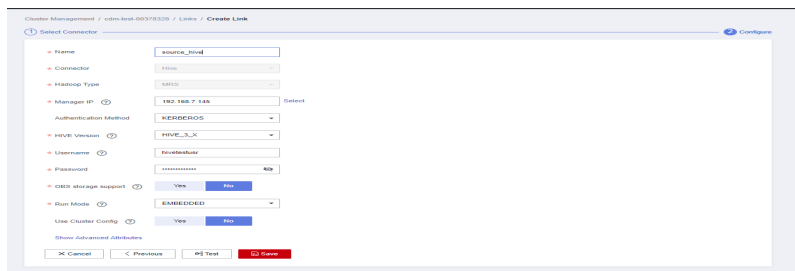 Cluster Management / cdm-test-00378328 / Links / Create Link
1 Select Connector
2 Configure
* Name source_hive
* Connector Hive
* Hadoop Type MRS
* Manager IP ? 192.168.7.145 Select
Authentication Method KERBEROS
* HIVE Version ? HIVE_3_X
* Username ? hivetestusr
* Password ••••••••••••
* OBS storage support ? Yes No
* Run Mode ? EMBEDDED
Use Cluster Config ? Yes No
Show Advanced Attributes
Cancel < Previous Test Save